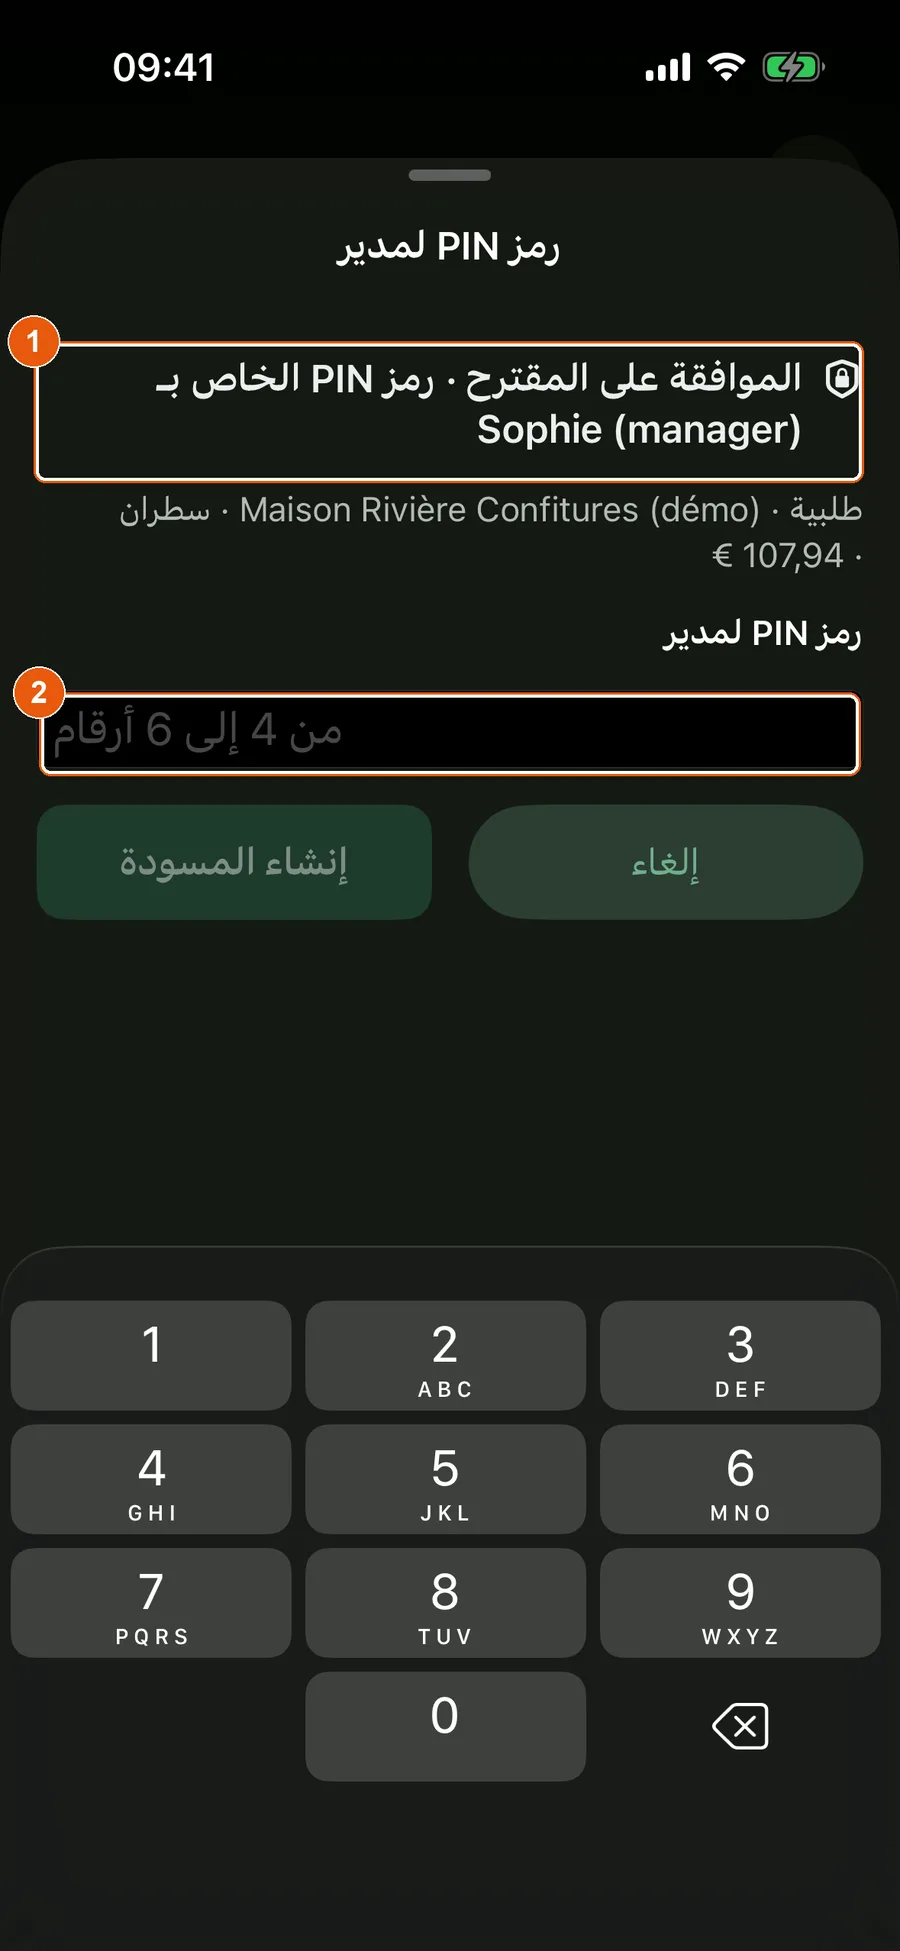 09:41
رمز PIN لمدير
1
الموافقة على المقترح · رمز PIN الخاص بـ
Sophie (manager)
طلبية · Maison Rivière Confitures (démo) · سطران
· 107,94 €
رمز PIN لمدير
2
من 4 إلى 6 أرقام
إلغاء
إنشاء المسودة
1
2
ABC
3
DEF
4
GHI
5
JKL
6
MNO
7
PQRS
8
TUV
9
WXYZ
0